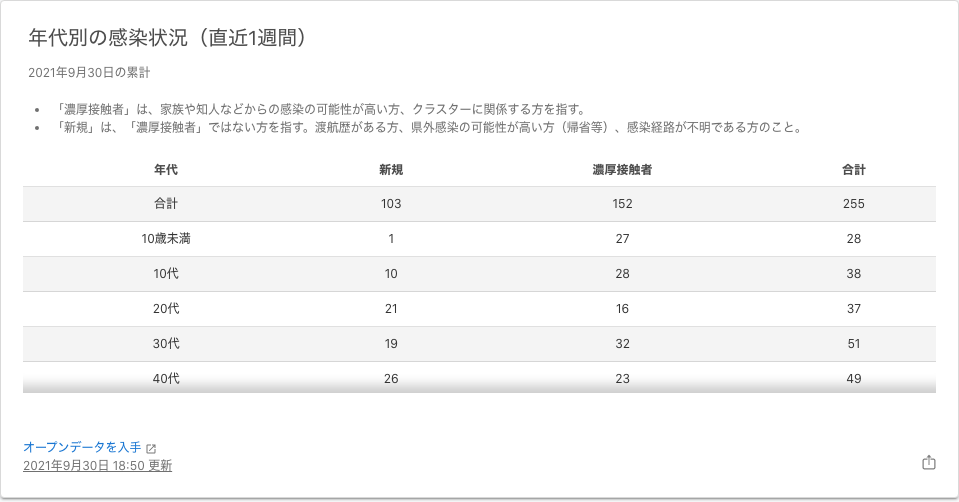 年代別の感染状況（直近1週間）
2021年9月30日の累計
• 「濃厚接触者」は、家族や知人などからの感染の可能性が高い方、クラスターに関係する方を指す。
• 「新規」は、「濃厚接触者」ではない方を指す。渡航歴がある方、県外感染の可能性が高い方（帰省等）、感染経路が不明である方のこと。
年代 新規 濃厚接触者 合計
合計 103 152 255
10歳未満 1 27 28
10代 10 28 38
20代 21 16 37
30代 19 32 51
40代 26 23 49
オープンデータを入手
2021年9月30日 18:50 更新